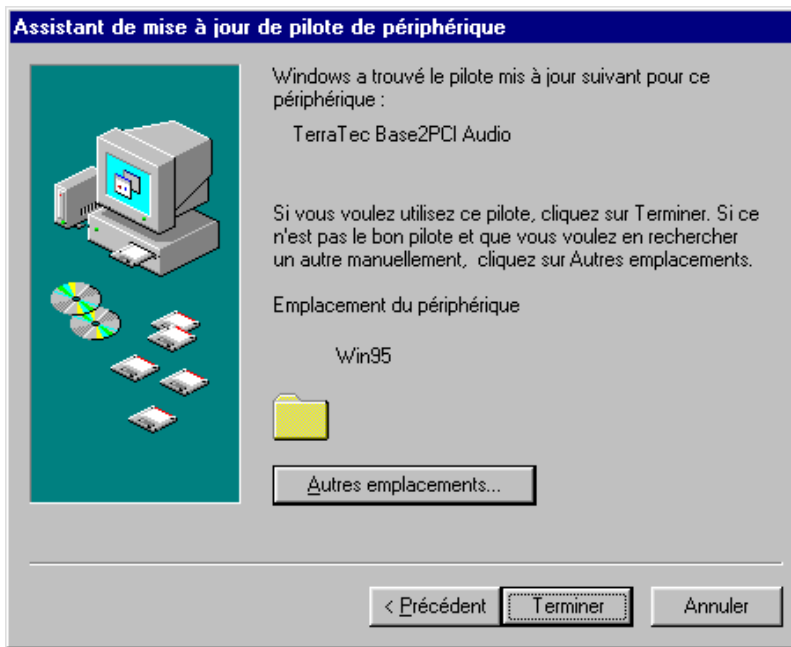 Assistant de mise à jour de pilote de périphérique
Windows a trouvé le pilote mis à jour suivant pour ce
périphérique :
TerraTec Base2PCI Audio
Si vous voulez utilisez ce pilote, cliquez sur Terminer. Si ce
n'est pas le bon pilote et que vous voulez en rechercher
un autre manuellement, cliquez sur Autres emplacements.
Emplacement du périphérique
Win95
Autres emplacements...
< Précédent
Terminer
Annuler